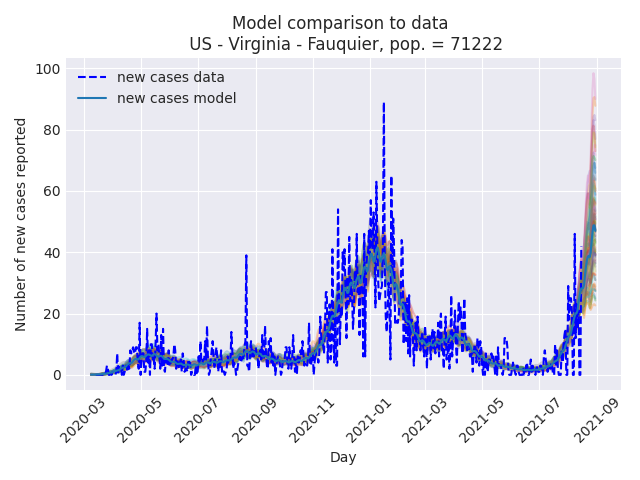 Model comparison to data
US - Virginia - Fauquier, pop. = 71222
new cases data
new cases model
Number of new cases reported
100
80
60
40
20
0
2020-03
2020-05
2020-07
2020-09
2020-11
2021-01
2021-03
2021-05
2021-07
2021-09
Day